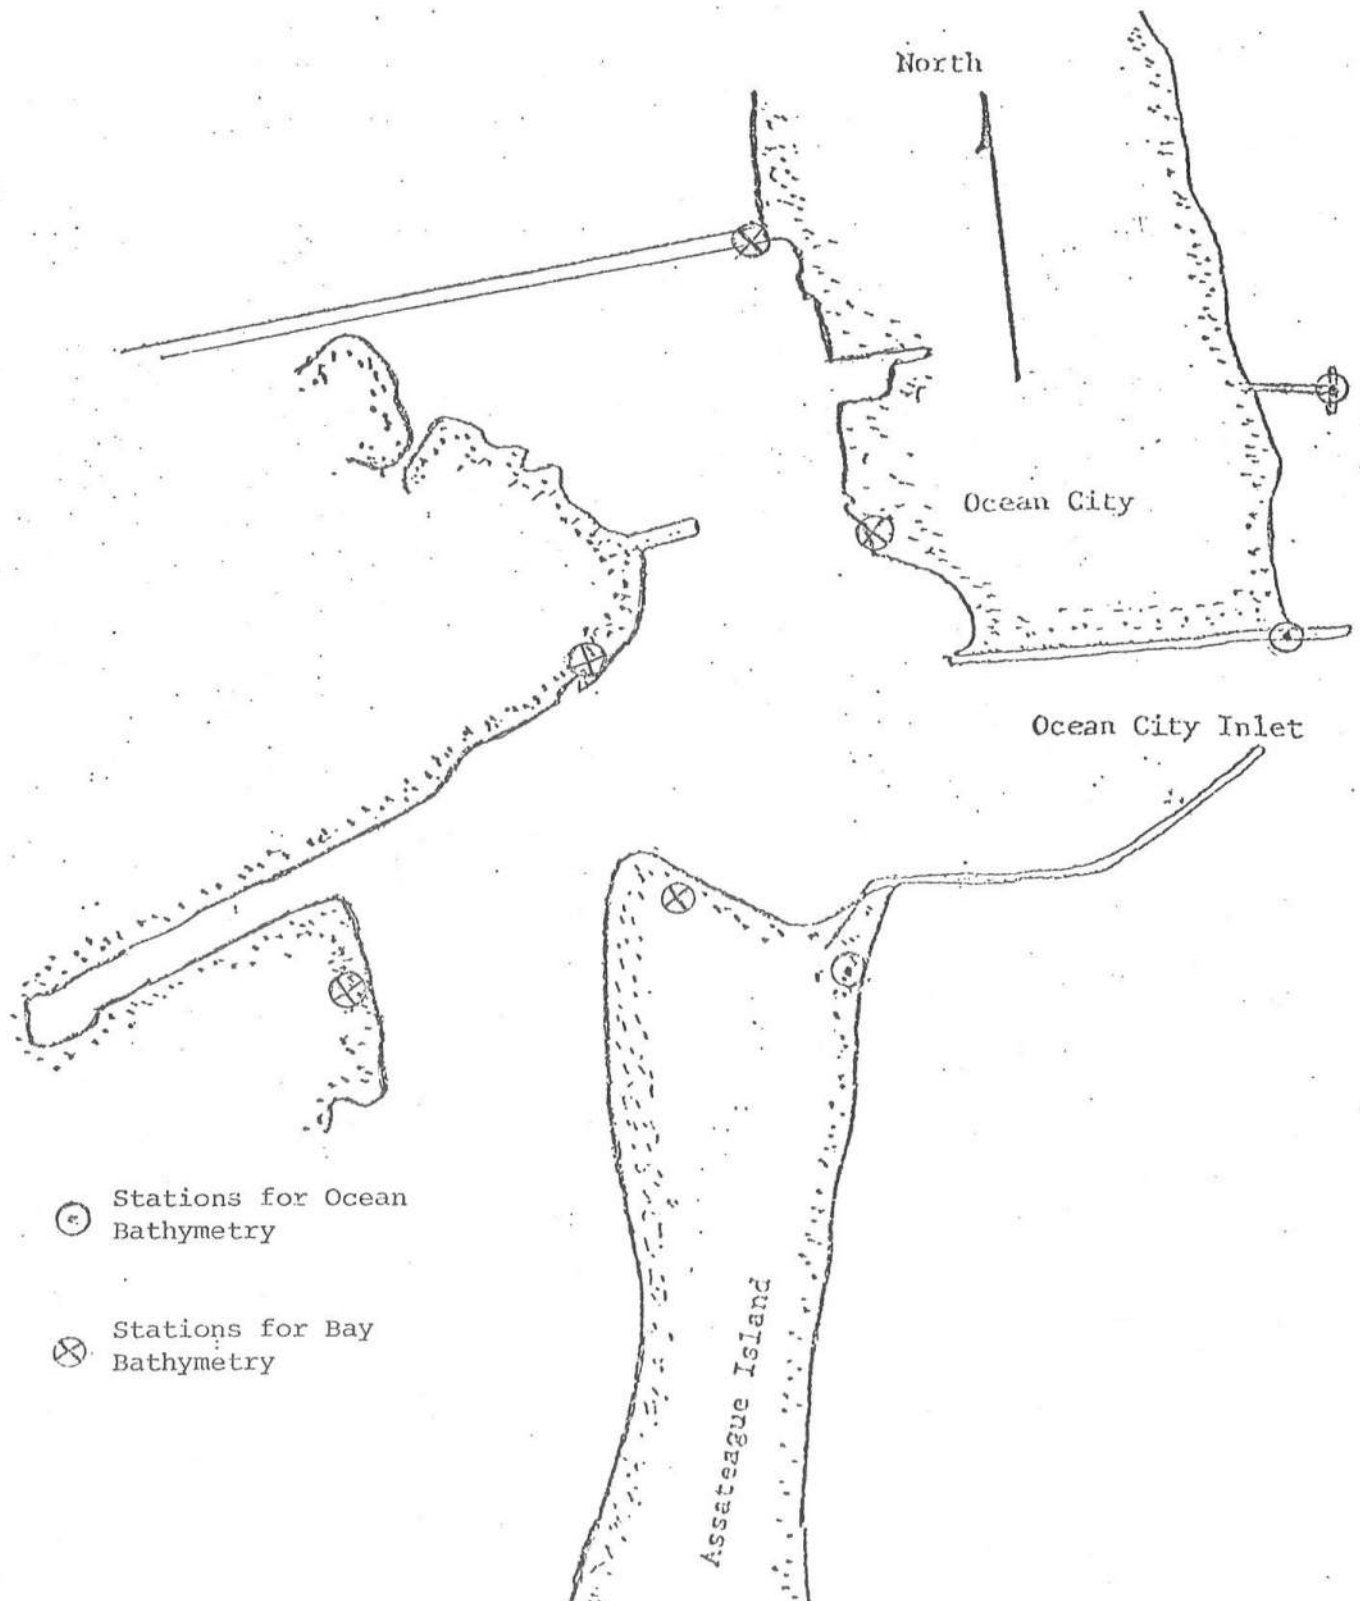 North
Ocean City
Ocean City Inlet
Stations for Ocean
Bathymetry
Stations for Bay
Bathymetry
Assateague Island